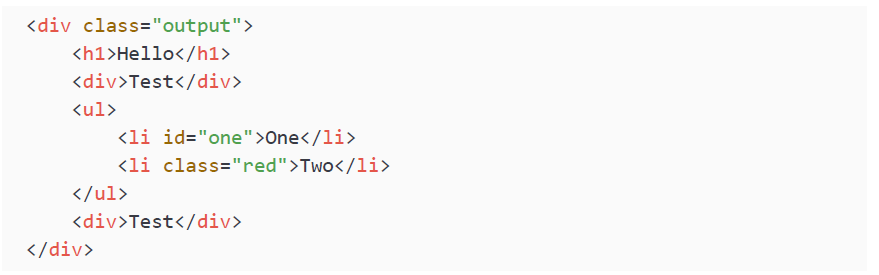 <div class="output">
    <h1>Hello</h1>
    <div>Test</div>
    <ul>
        <li id="one">One</li>
        <li class="red">Two</li>
    </ul>
    <div>Test</div>
</div>